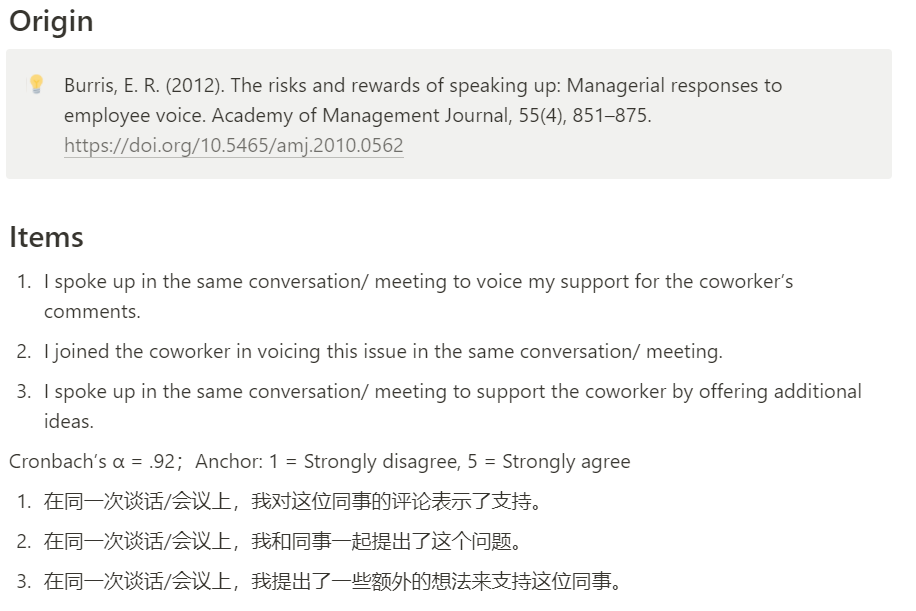 Origin
Burris, E. R. (2012). The risks and rewards of speaking up: Managerial responses to
employee voice. Academy of Management Journal, 55(4), 851–875.
https://doi.org/10.5465/amj.2010.0562
Items
1. I spoke up in the same conversation/ meeting to voice my support for the coworker’s
comments.
2. I joined the coworker in voicing this issue in the same conversation/ meeting.
3. I spoke up in the same conversation/ meeting to support the coworker by offering additional
ideas.
Cronbach’s α = .92；Anchor: 1 = Strongly disagree, 5 = Strongly agree
1. 在同一次谈话/会议上，我对这位同事的评论表示了支持。
2. 在同一次谈话/会议上，我和同事一起提出了这个问题。
3. 在同一次谈话/会议上，我提出了一些额外的想法来支持这位同事。